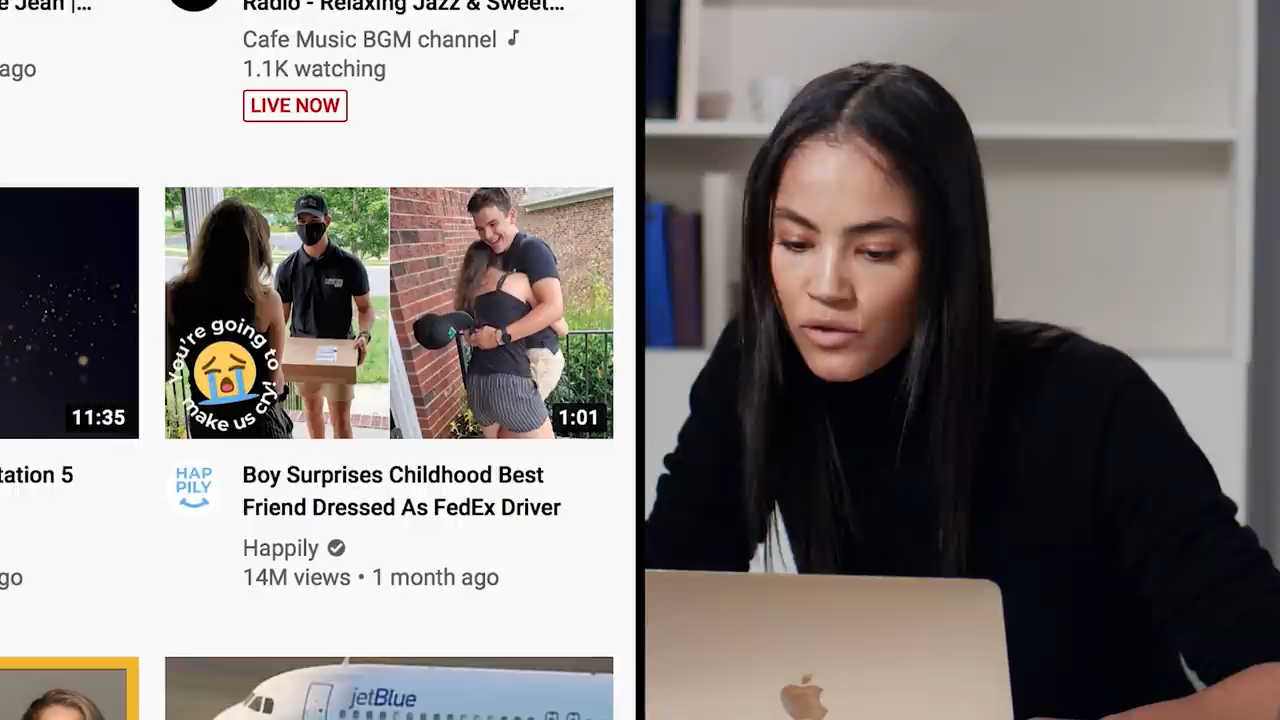 e Jean |...
ago
Radio - Relaxing Jazz & Sweet...
Cafe Music BGM channel ♪
1.1K watching
LIVE NOW
You're going to
make us cry!
11:35
1:01
tation 5
go
HAP
PILY
Boy Surprises Childhood Best
Friend Dressed As FedEx Driver
Happily
14M views • 1 month ago
jetBlue